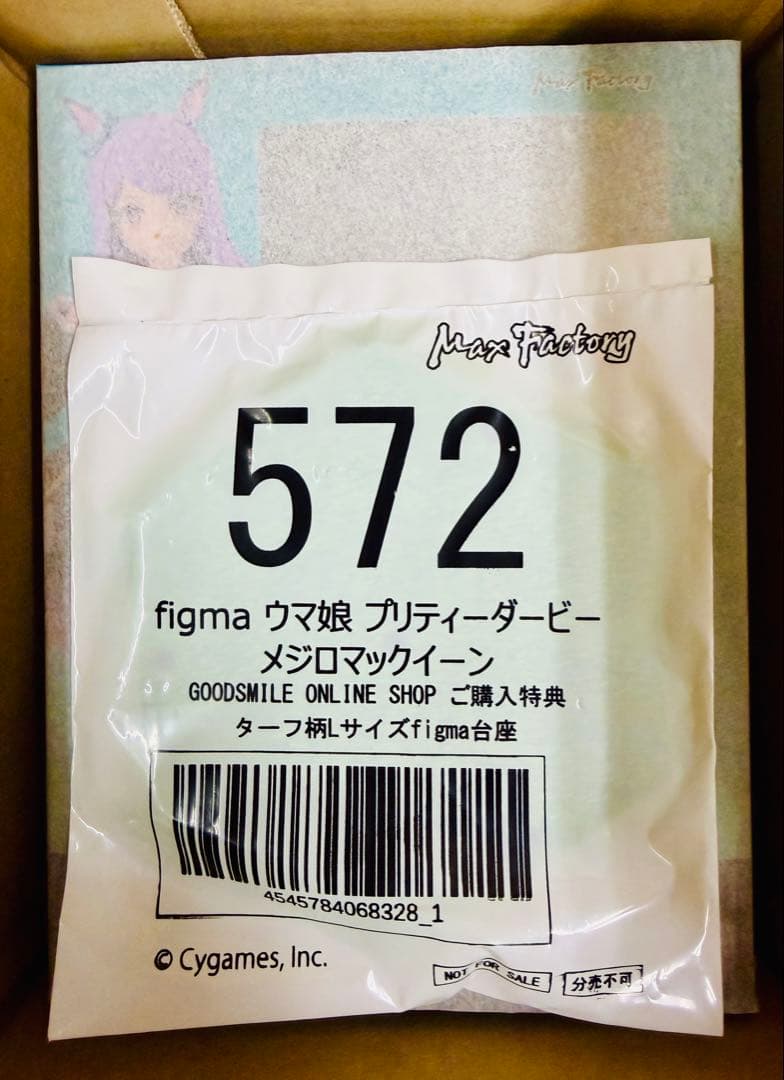 Max Factory
Max Factory
572
figma ウマ娘 プリティーダービー
メジロマックイーン
GOODSMILE ONLINE SHOP ご購入特典
ターフ柄Lサイズfigma台座
4545784068328_1
© Cygames, Inc.
NOT FOR SALE 分売不可